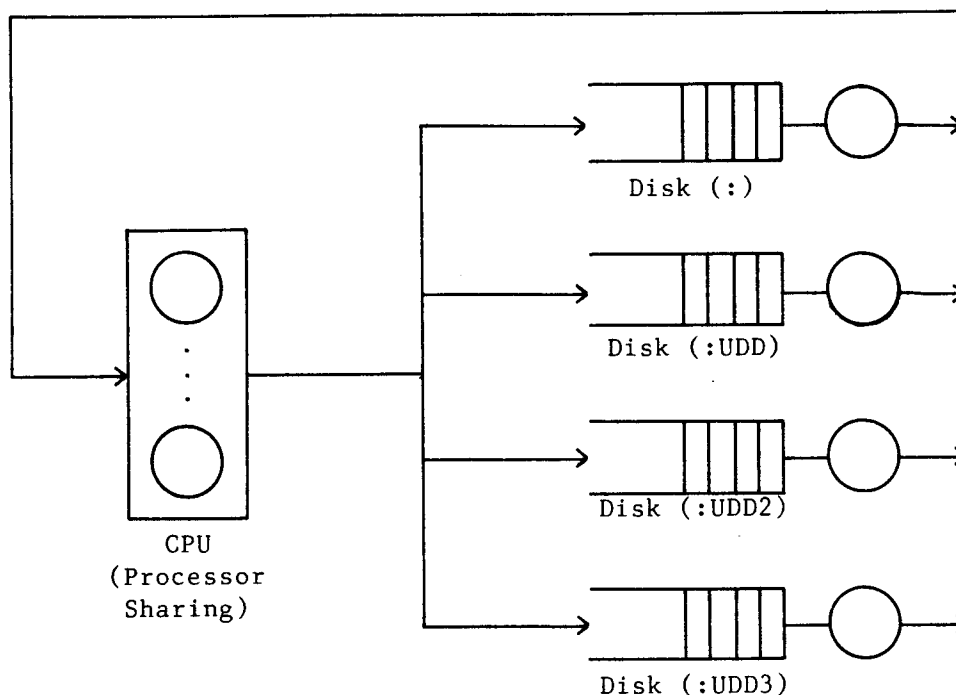 Disk (:)
Disk (:UDD)
Disk (:UDD2)
CPU
(Processor
Sharing)
Disk (:UDD3)